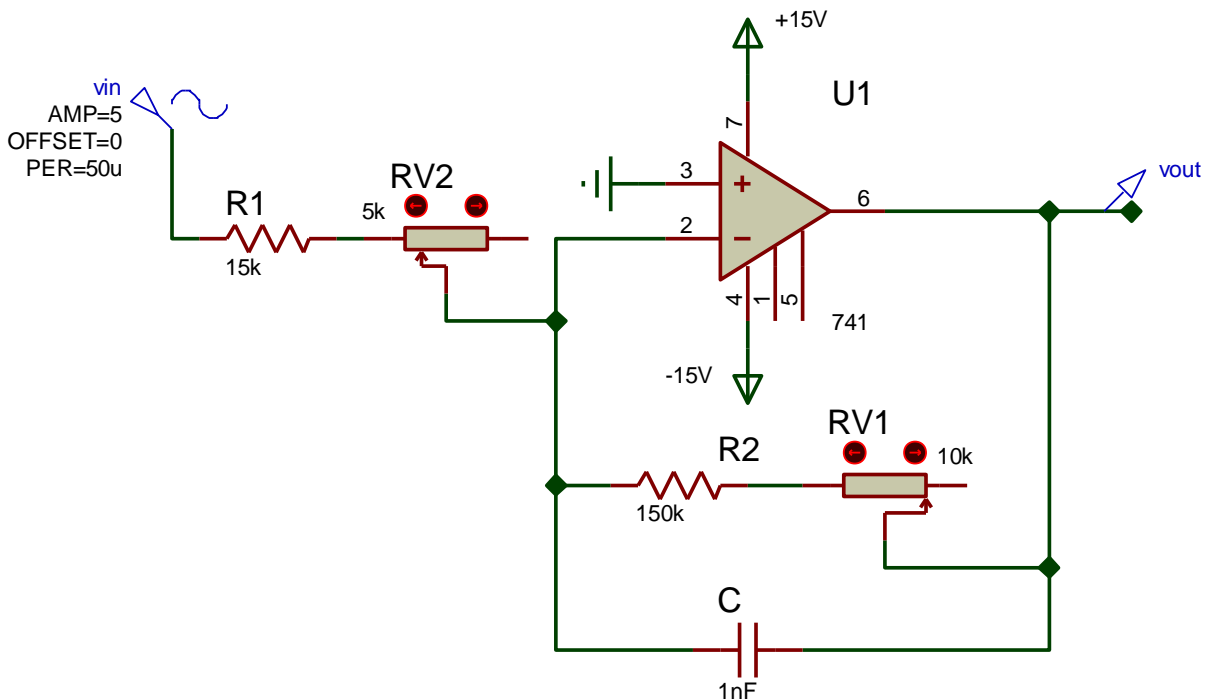 +15V
vin
AMP=5
OFFSET=0
PER=50u
U1
7
RV2
3
vout
R1
5k
6
2
15k
4
1
5
741
-15V
RV1
R2
10k
150k
C
1nF